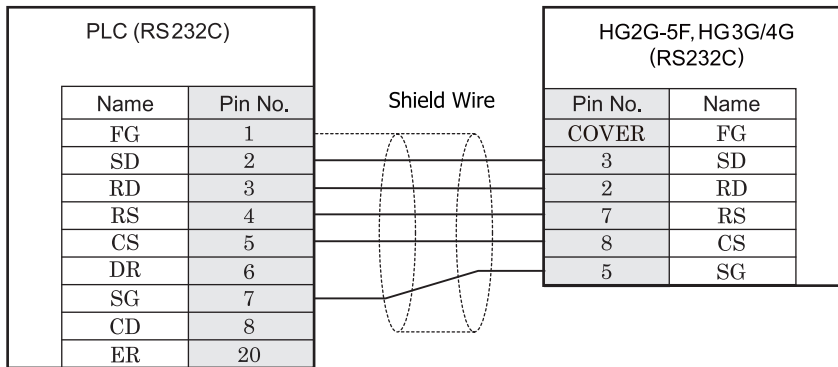 PLC (RS232C)
HG2G-5F, HG3G/4G
(RS232C)
Shield Wire
Name Pin No.
FG 1
SD 2
RD 3
RS 4
CS 5
DR 6
SG 7
CD 8
ER 20
Pin No. Name
COVER FG
3 SD
2 RD
7 RS
8 CS
5 SG